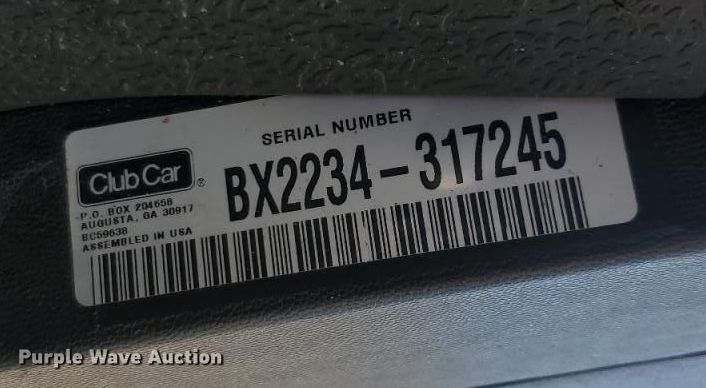 SERIAL NUMBER
Club Car ®
BX2234-317245
P.O. BOX 204658
AUGUSTA, GA 30917
BC59638
ASSEMBLED IN USA
Purple Wave Auction